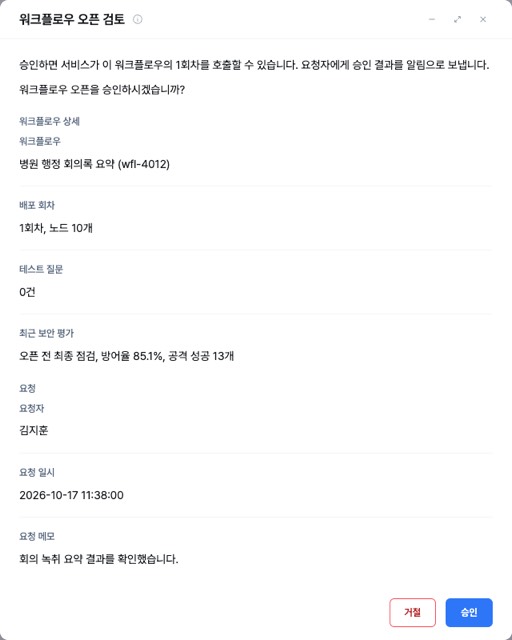 워크플로우 오픈 검토
승인하면 서비스가 이 워크플로우의 1회차를 호출할 수 있습니다. 요청자에게 승인 결과를 알림으로 보냅니다.
워크플로우 오픈을 승인하시겠습니까?
워크플로우 상세
워크플로우
병원 행정 회의록 요약 (wfl-4012)
배포 회차
1회차, 노드 10개
테스트 질문
0건
최근 보안 평가
오픈 전 최종 점검, 방어율 85.1%, 공격 성공 13개
요청
요청자
김지훈
요청 일시
2026-10-17 11:38:00
요청 메모
회의 녹취 요약 결과를 확인했습니다.
거절
승인